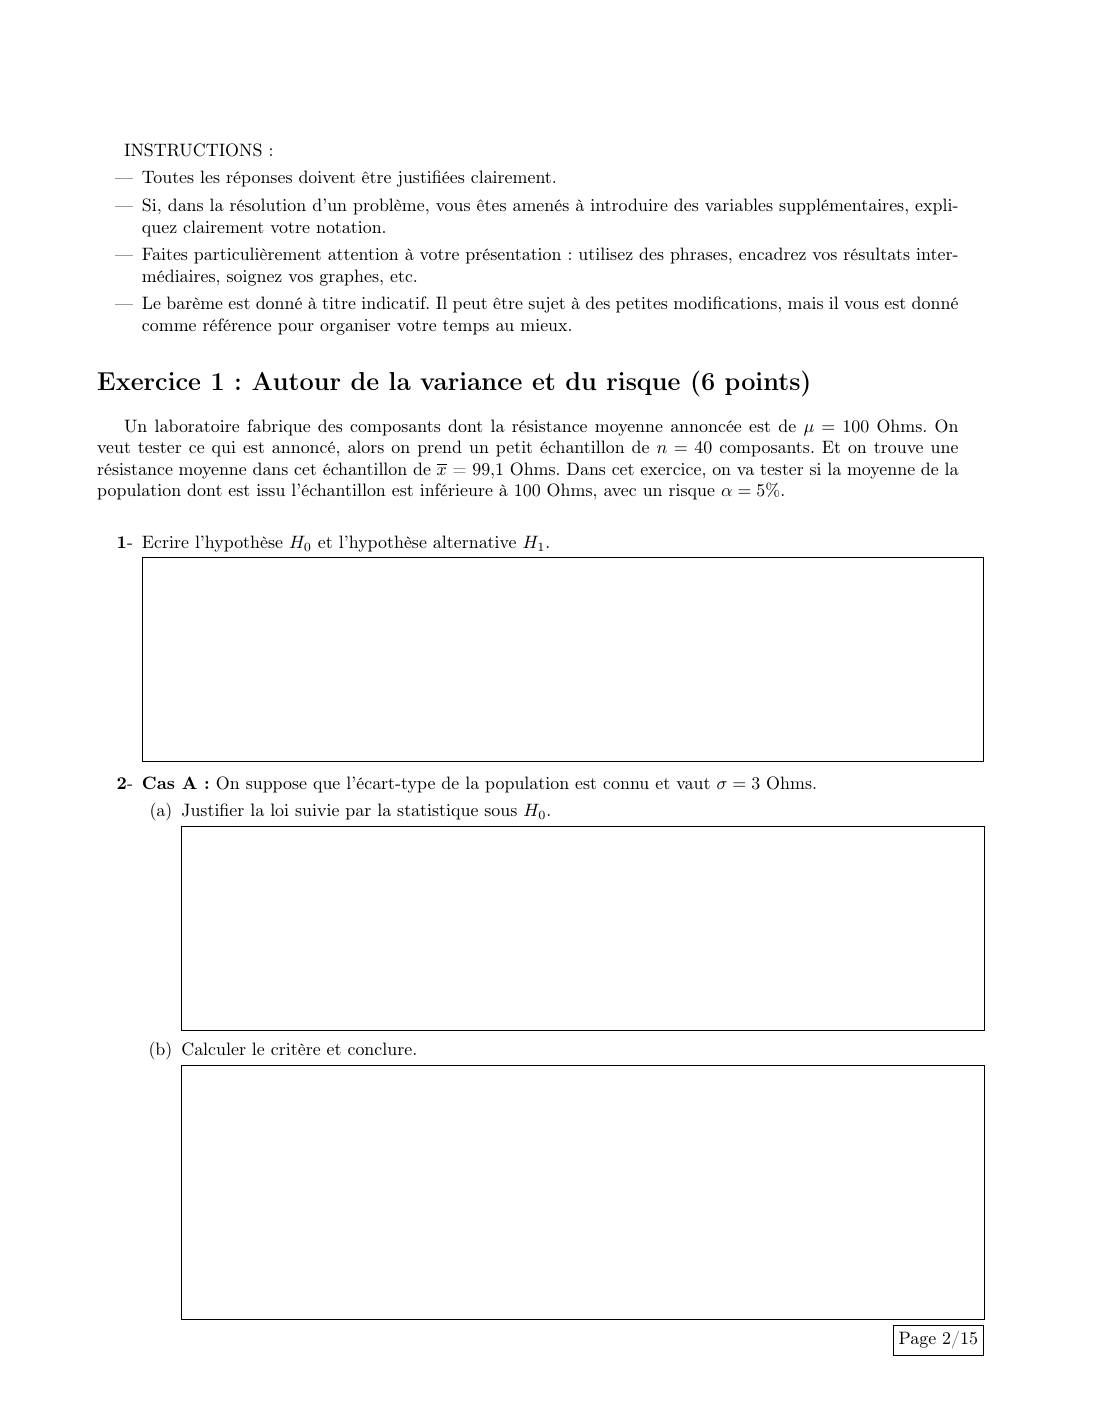 INSTRUCTIONS :
— Toutes les réponses doivent être justifiées clairement.
— Si, dans la résolution d'un problème, vous êtes amenés à introduire des variables supplémentaires, expli-
quez clairement votre notation.
— Faites particulièrement attention à votre présentation : utilisez des phrases, encadrez vos résultats inter-
médiaires, soignez vos graphes, etc.
— Le barème est donné à titre indicatif. Il peut être sujet à des petites modifications, mais il vous est donné
comme référence pour organiser votre temps au mieux.
Exercice 1 : Autour de la variance et du risque (6 points)
Un laboratoire fabrique des composants dont la résistance moyenne annoncée est de μ = 100 Ohms. On
veut tester ce qui est annoncé, alors on prend un petit échantillon de n = 40 composants. Et on trouve une
résistance moyenne dans cet échantillon de x̅ = 99,1 Ohms. Dans cet exercice, on va tester si la moyenne de la
population dont est issu l'échantillon est inférieure à 100 Ohms, avec un risque α = 5%.
1- Ecrire l'hypothèse H₀ et l'hypothèse alternative H₁.
2- Cas A : On suppose que l'écart-type de la population est connu et vaut σ = 3 Ohms.
(a) Justifier la loi suivie par la statistique sous H₀.
(b) Calculer le critère et conclure.
Page 2/15